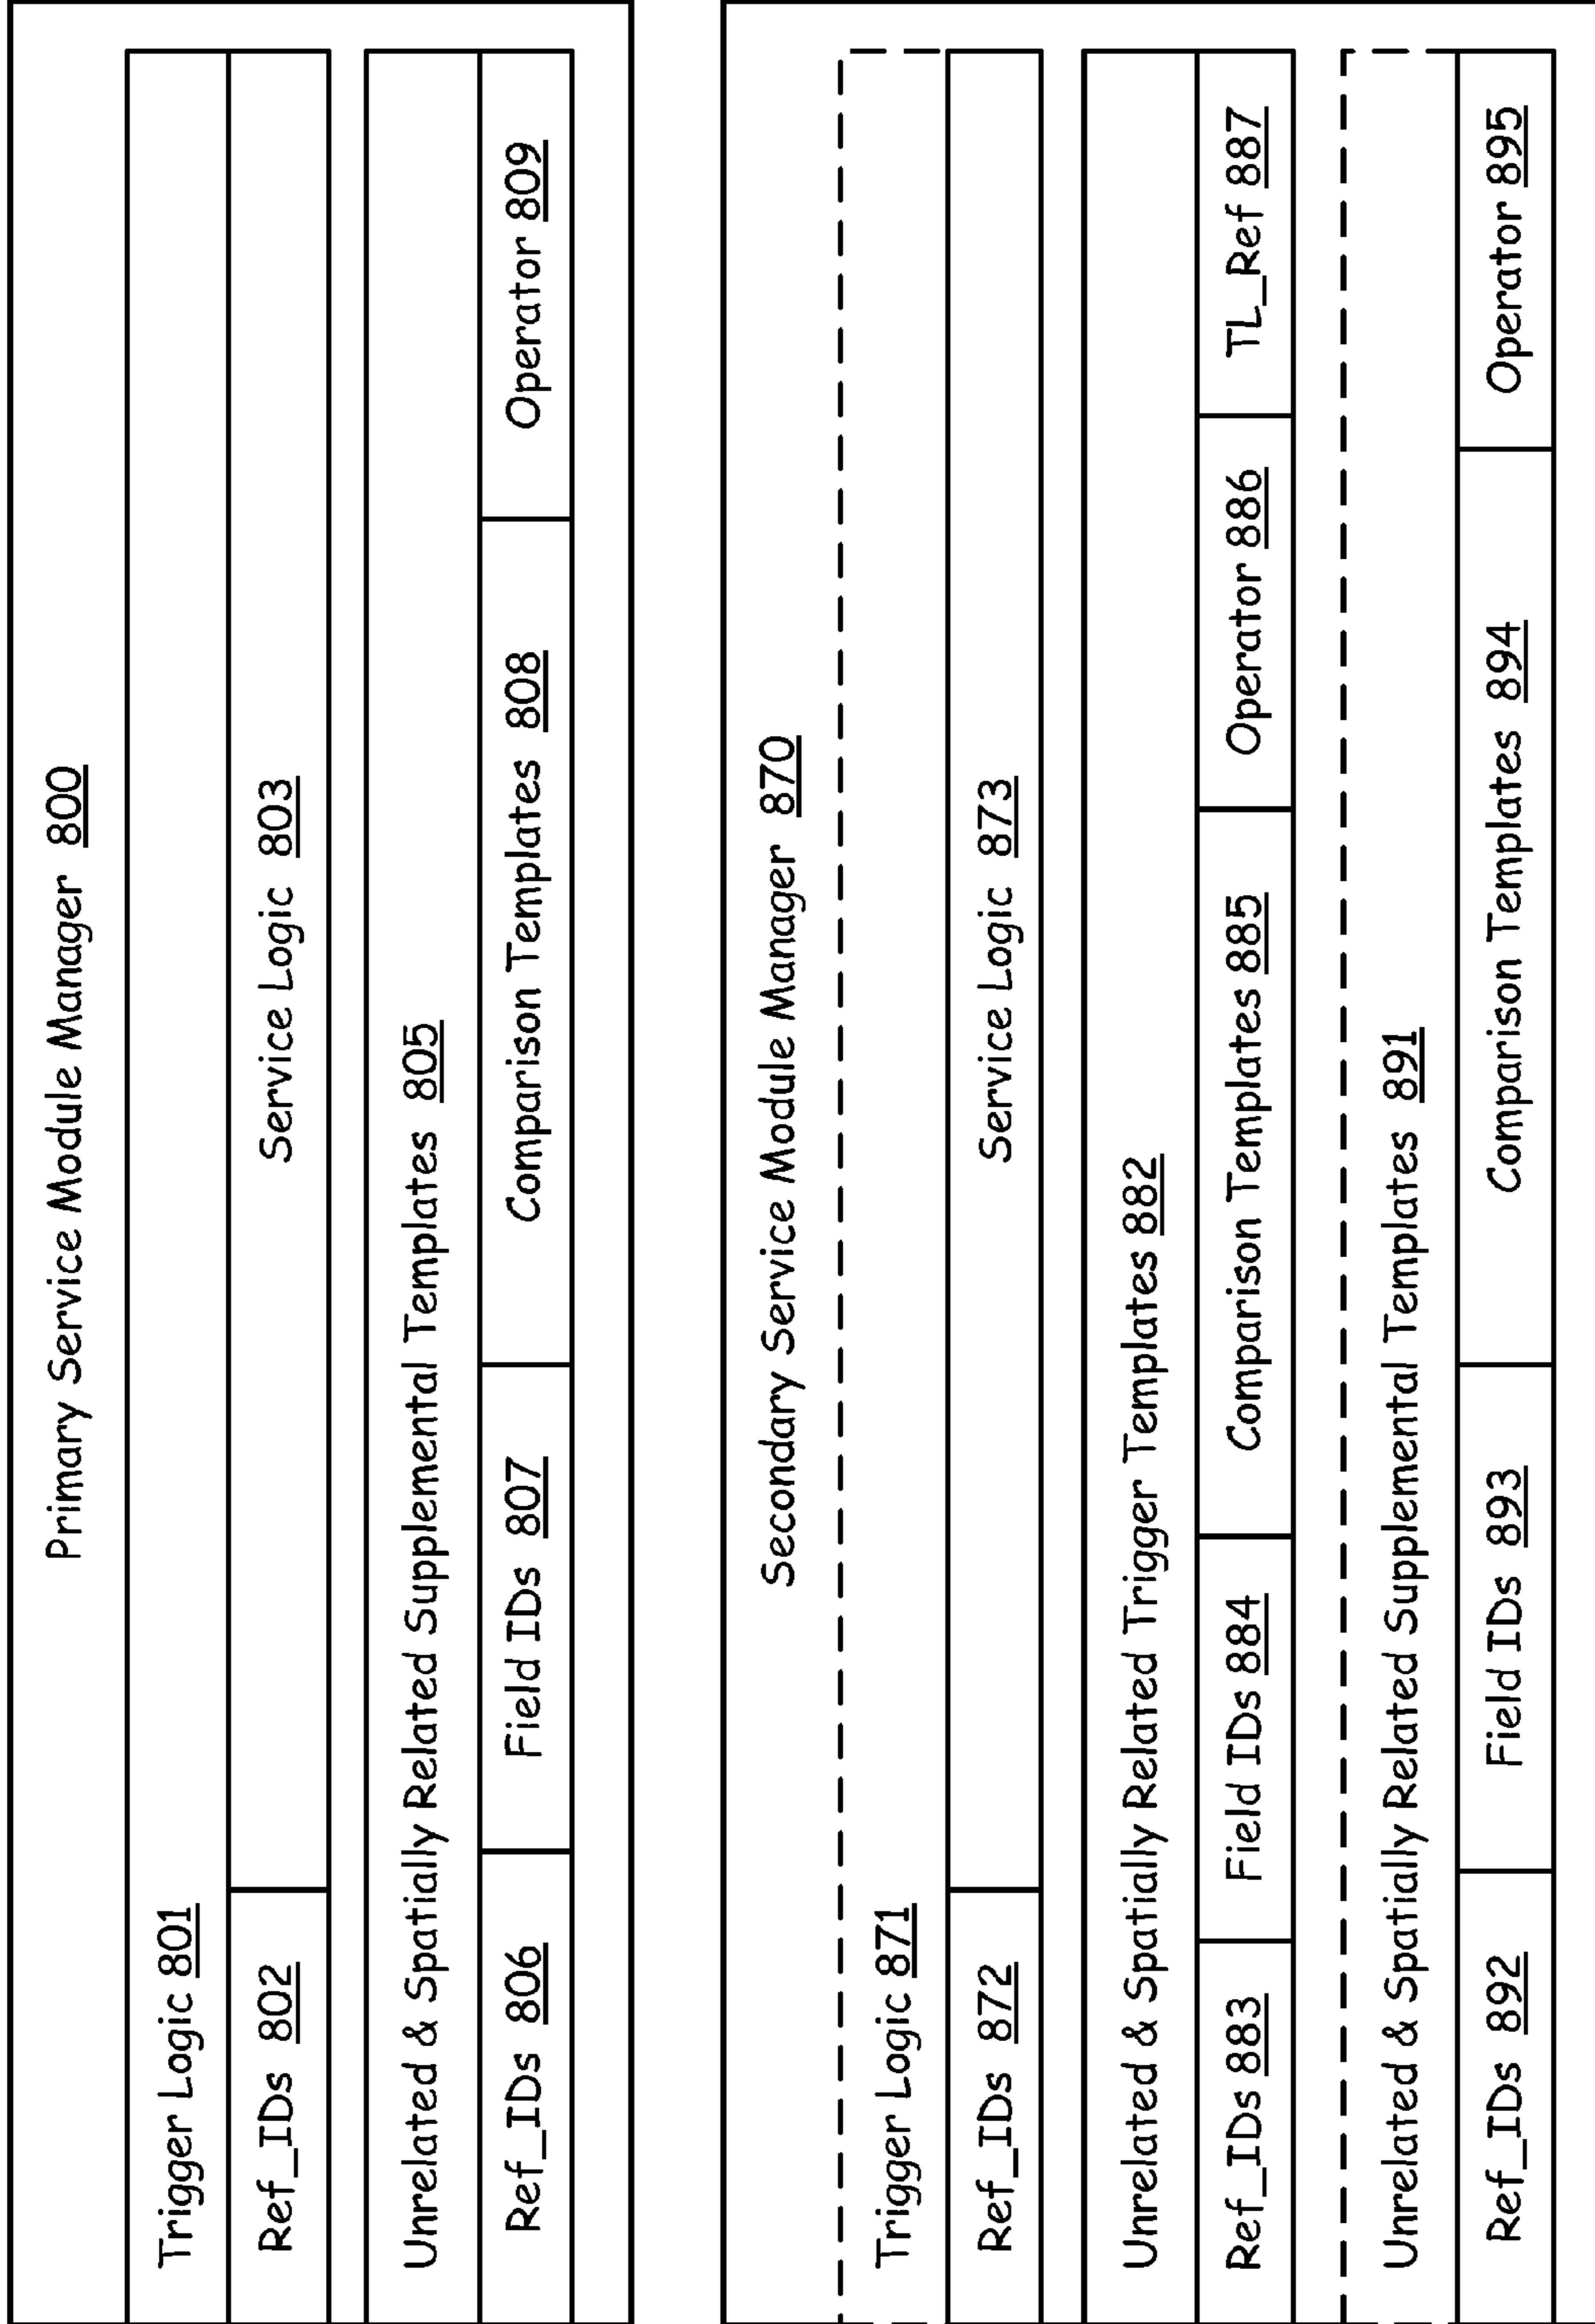 Primary Service Module Manager 800
Trigger Logic 801
Ref_IDs 802 Service Logic 803
Unrelated & Spatially Related Supplemental Templates 805
Ref_IDs 806 Field IDs 807 Comparison Templates 808 Operator 809
Secondary Service Module Manager 870
Trigger Logic 871
Ref_IDs 872 Service Logic 873
Unrelated & Spatially Related Trigger Templates 882
Ref_IDs 883 Field IDs 884 Comparison Templates 885 Operator 886 TL_Ref 887
Unrelated & Spatially Related Supplemental Templates 891
Ref_IDs 892 Field IDs 893 Comparison Templates 894 Operator 895